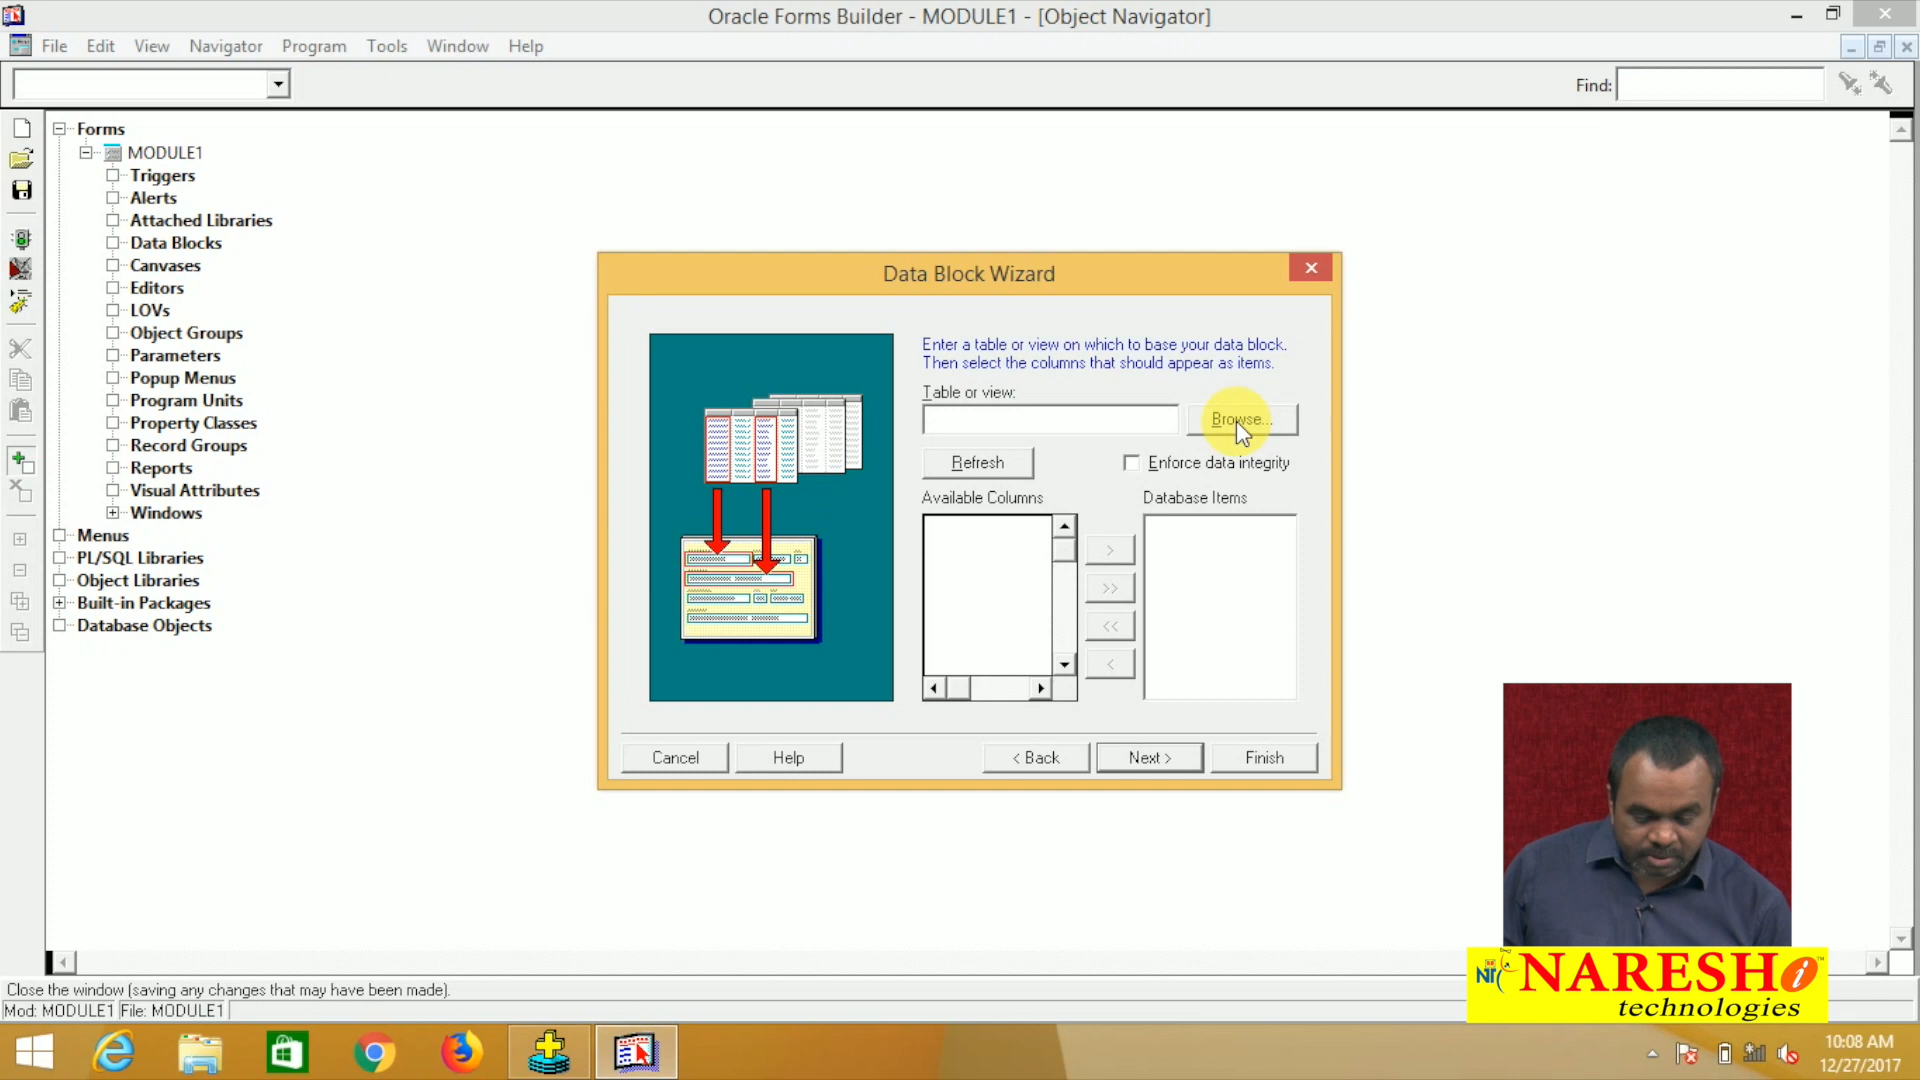 Oracle Forms Builder - MODULE1 - [Object Navigator]
File Edit View Navigator Program Tools Window Help
Find:
Forms
MODULE1
Triggers
Alerts
Attached Libraries
Data Blocks
Canvases
Editors
LOVs
Object Groups
Parameters
Popup Menus
Program Units
Property Classes
Record Groups
Reports
Visual Attributes
Windows
Menus
PL/SQL Libraries
Object Libraries
Built-in Packages
Database Objects
Data Block Wizard
Enter a table or view on which to base your data block.
Then select the columns that should appear as items.
Table or view:
Browse...
Refresh
Enforce data integrity
Available Columns
Database Items
>
>>
<<
<
Cancel
Help
< Back
Next >
Finish
Close the window (saving any changes that may have been made).
Mod: MODULE1 File: MODULE1
NARESH i
technologies
10:08 AM
12/27/2017